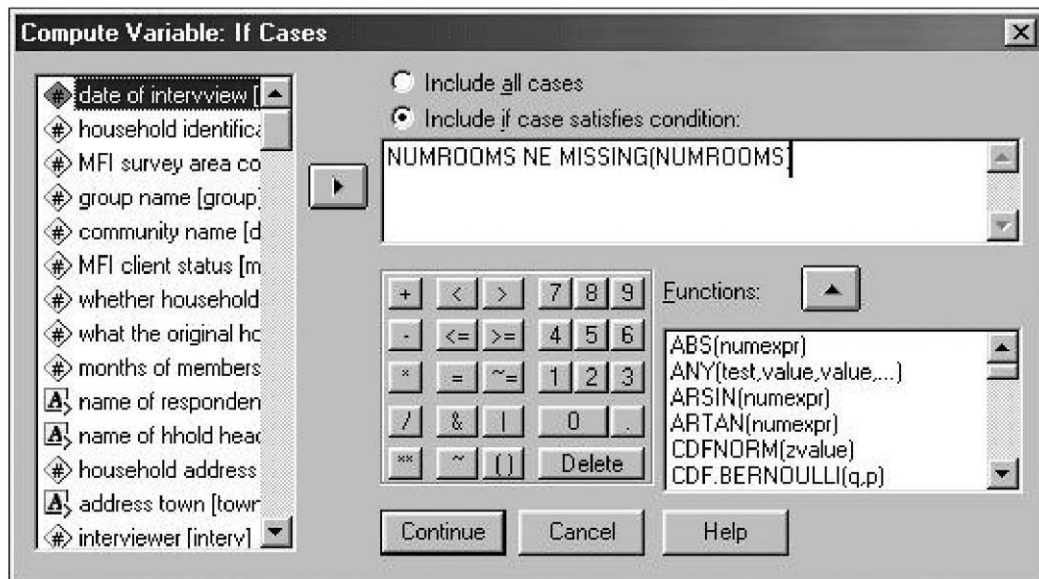 Compute Variable: If Cases
date of intervview [
household identifica
MFI survey area co
group name [group]
community name [d
MFI client status [m
whether household
what the original ho
months of members
name of responden
name of hhold head
household address
address town [town
interviewer [interv]
Include all cases
Include if case satisfies condition:
NUMROOMS NE MISSING(NUMROOMS)
+ < > 7 8 9
- <= >= 4 5 6
* = ~= 1 2 3
/ & | 0 .
** ~ () Delete
Functions:
ABS(numexpr)
ANY(test,value,value,...)
ARSIN(numexpr)
ARTAN(numexpr)
CDFNORM(zvalue)
CDF.BERNOULLI(q,p)
Continue
Cancel
Help